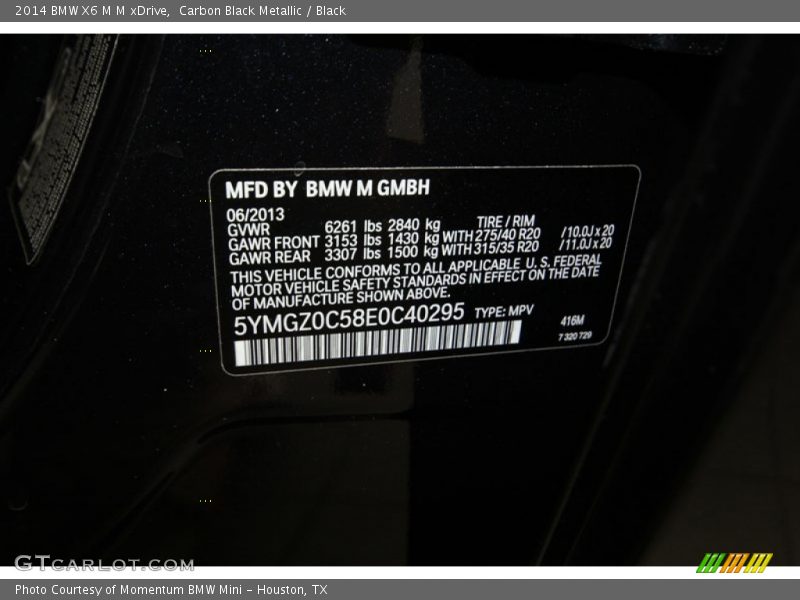 2014 BMW X6 M M xDrive,  Carbon Black Metallic / Black
MFD BY BMW M GMBH
06/2013
GVWR 6261 lbs 2840 kg TIRE / RIM
GAWR FRONT 3153 lbs 1430 kg WITH 275/40 R20 /10.0J x 20
GAWR REAR 3307 lbs 1500 kg WITH 315/35 R20 /11.0J x 20
THIS VEHICLE CONFORMS TO ALL APPLICABLE U. S. FEDERAL
MOTOR VEHICLE SAFETY STANDARDS IN EFFECT ON THE DATE
OF MANUFACTURE SHOWN ABOVE.
5YMGZ0C58E0C40295 TYPE: MPV
416M
7 320 729
GTCARLOT.COM
Photo Courtesy of Momentum BMW Mini - Houston, TX